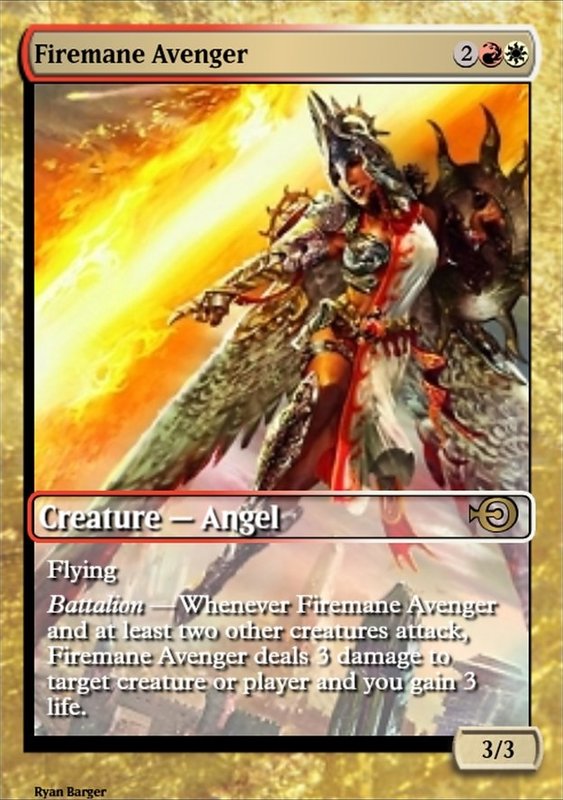 Firemane Avenger 2
Creature — Angel
Flying
Battalion — Whenever Firemane Avenger
and at least two other creatures attack,
Firemane Avenger deals 3 damage to
target creature or player and you gain 3
life.
3/3
Ryan Barger